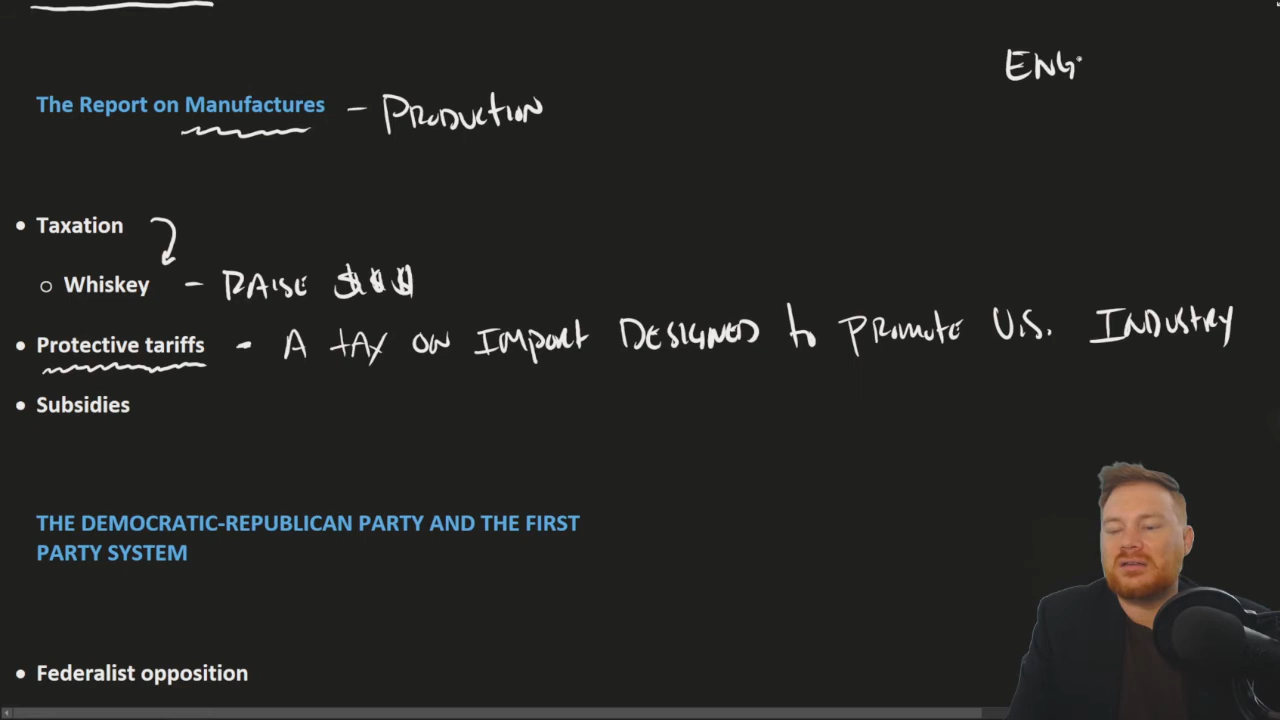 ENG
The Report on Manufactures – PRODUCTION
• Taxation
○ Whiskey – RAISE $$$
• Protective tariffs - A tAx ON IMPORT DESIGNED to PROMOTE U.S. INDUSTRY
• Subsidies
THE DEMOCRATIC-REPUBLICAN PARTY AND THE FIRST
PARTY SYSTEM
• Federalist opposition